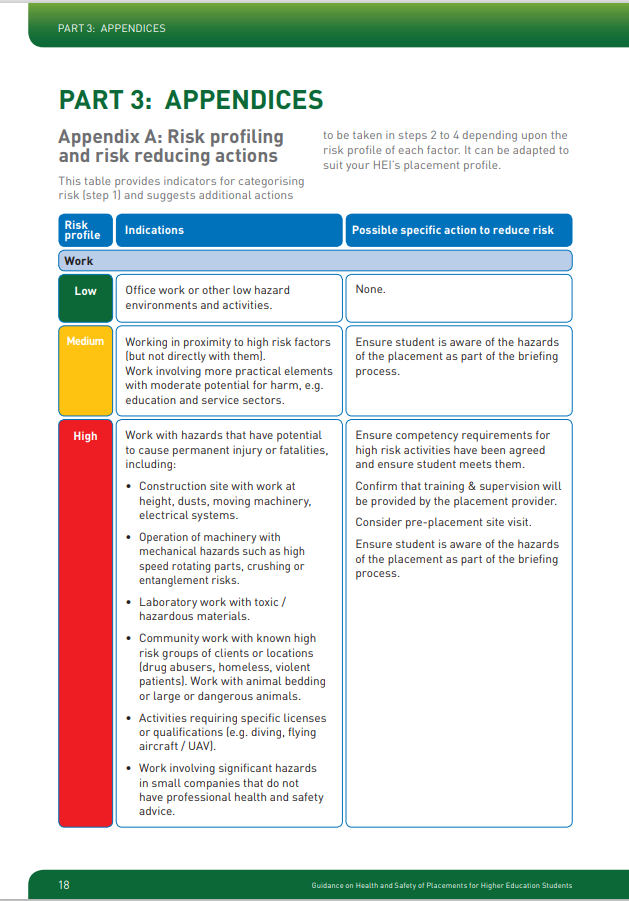 PART 3: APPENDICES
PART 3: APPENDICES
Appendix A: Risk profiling
and risk reducing actions
This table provides indicators for categorising
risk (step 1) and suggests additional actions
to be taken in steps 2 to 4 depending upon the
risk profile of each factor. It can be adapted to
suit your HEI's placement profile.
Risk
profile
Indications
Possible specific action to reduce risk
Work
Low
Office work or other low hazard
environments and activities.
None.
Medium
Working in proximity to high risk factors
(but not directly with them).
Work involving more practical elements
with moderate potential for harm, e.g.
education and service sectors.
Ensure student is aware of the hazards
of the placement as part of the briefing
process.
High
Work with hazards that have potential
to cause permanent injury or fatalities,
including:
• Construction site with work at
height, dusts, moving machinery,
electrical systems.
• Operation of machinery with
mechanical hazards such as high
speed rotating parts, crushing or
entanglement risks.
• Laboratory work with toxic /
hazardous materials.
• Community work with known high
risk groups of clients or locations
(drug abusers, homeless, violent
patients). Work with animal bedding
or large or dangerous animals.
• Activities requiring specific licenses
or qualifications (e.g. diving, flying
aircraft / UAV).
• Work involving significant hazards
in small companies that do not
have professional health and safety
advice.
Ensure competency requirements for
high risk activities have been agreed
and ensure student meets them.
Confirm that training & supervision will
be provided by the placement provider.
Consider pre-placement site visit.
Ensure student is aware of the hazards
of the placement as part of the briefing
process.
18
Guidance on Health and Safety of Placements for Higher Education Students